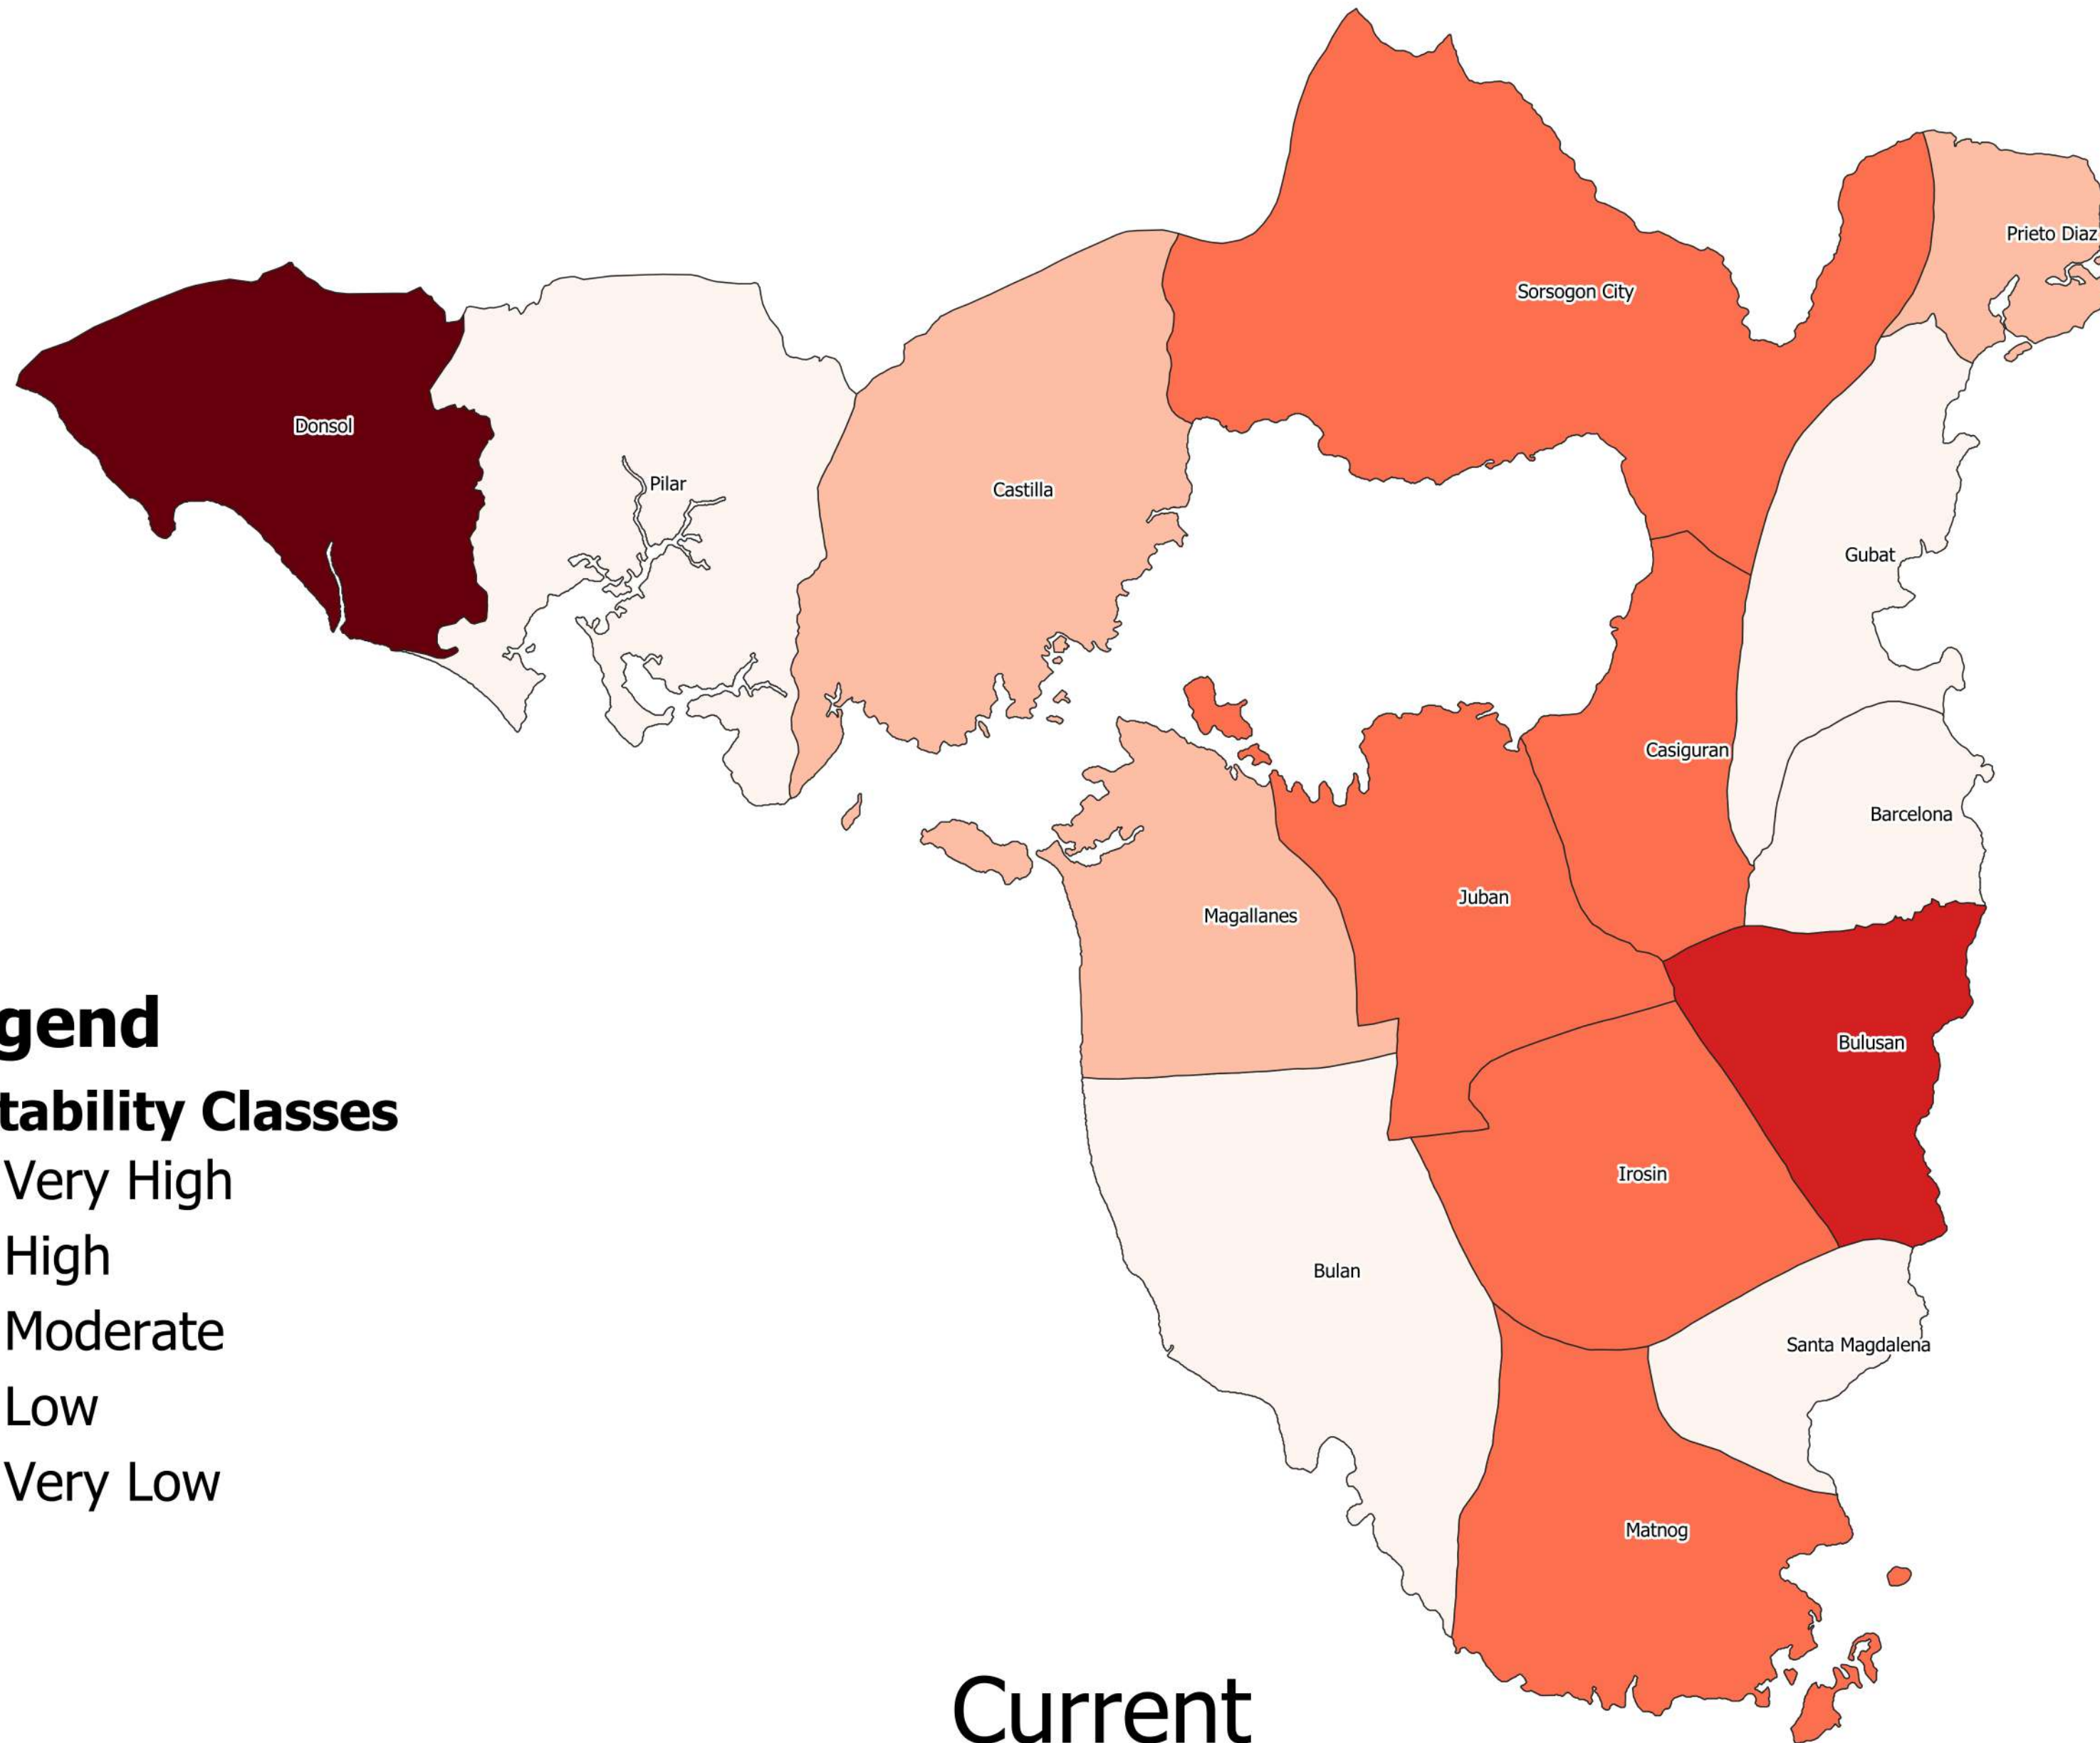 Prieto Diaz
Sorsogon City
Donsol
Pilar
Castilla
Gubat
Casiguran
Barcelona
Juban
Magallanes
Bulusan
Irosin
Bulan
Santa Magdalena
Matnog
gend
tability Classes
Very High
High
Moderate
Low
Very Low
Current